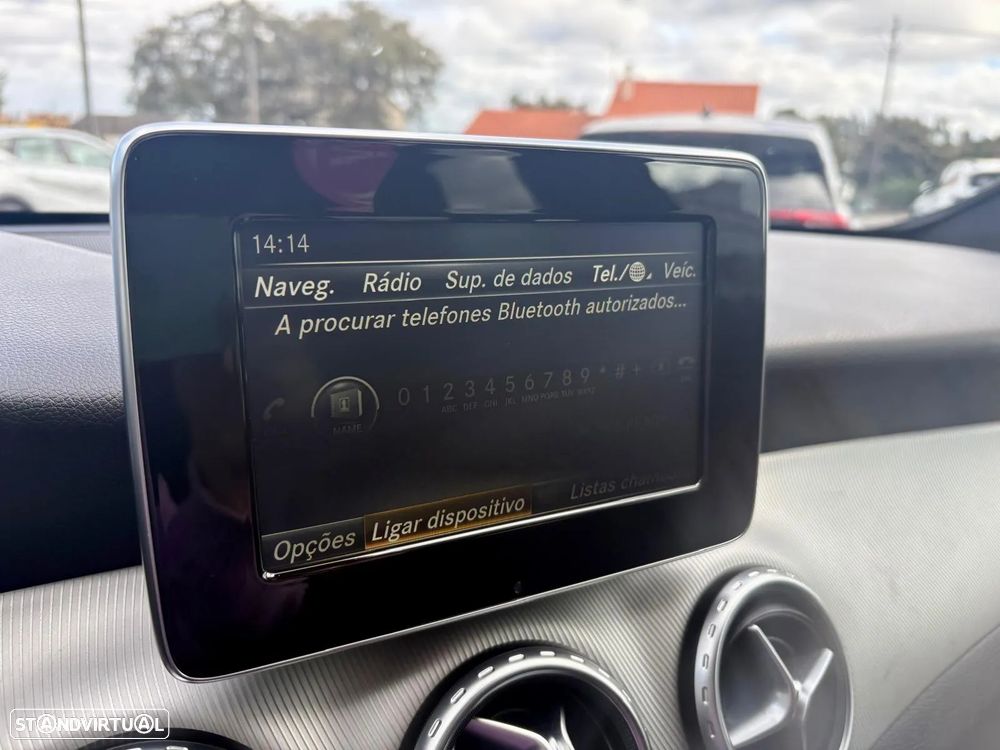 14:14
Naveg. Rádio Sup. de dados Tel./ Veíc.
A procurar telefones Bluetooth autorizados...
0 1 2 3 4 5 6 7 8 9 * # +
ABC DEF GHI JKL MNO PQRS TUV WXYZ
NAME
Listas chamad
Opções Ligar dispositivo
STANDVIRTUAL